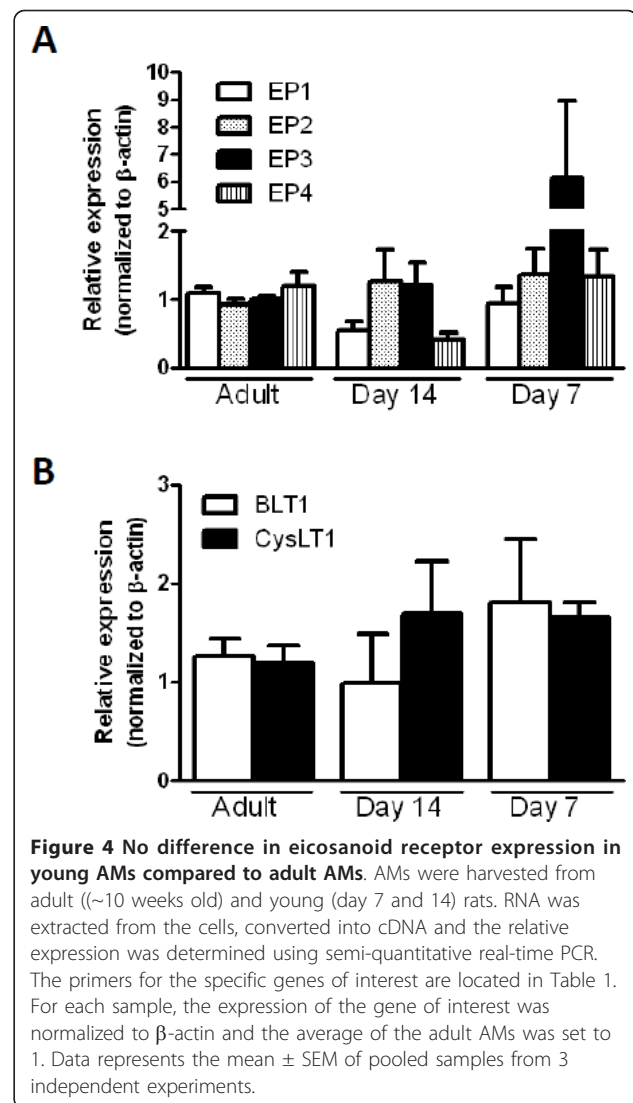 A
Relative expression
(normalized to β-actin)
10
9
8
7
6
5
2
1
0
EP1
EP2
EP3
EP4
Adult
Day 14
Day 7
B
Relative expression
(normalized to β-actin)
3
2
1
0
BLT1
CysLT1
Adult
Day 14
Day 7
Figure 4 No difference in eicosanoid receptor expression in
young AMs compared to adult AMs. AMs were harvested from
adult ((~10 weeks old) and young (day 7 and 14) rats. RNA was
extracted from the cells, converted into cDNA and the relative
expression was determined using semi-quantitative real-time PCR.
The primers for the specific genes of interest are located in Table 1.
For each sample, the expression of the gene of interest was
normalized to β-actin and the average of the adult AMs was set to
1. Data represents the mean ± SEM of pooled samples from 3
independent experiments.